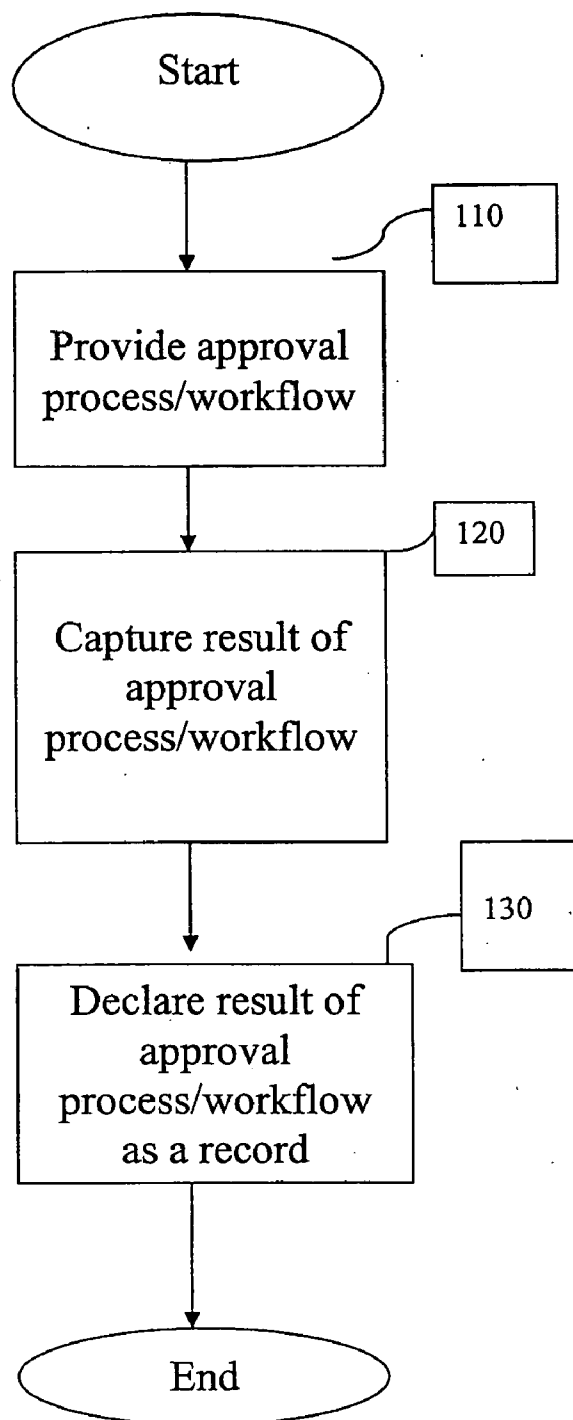 Start
110
Provide approval
process/workflow
120
Capture result of
approval
process/workflow
130
Declare result of
approval
process/workflow
as a record
End